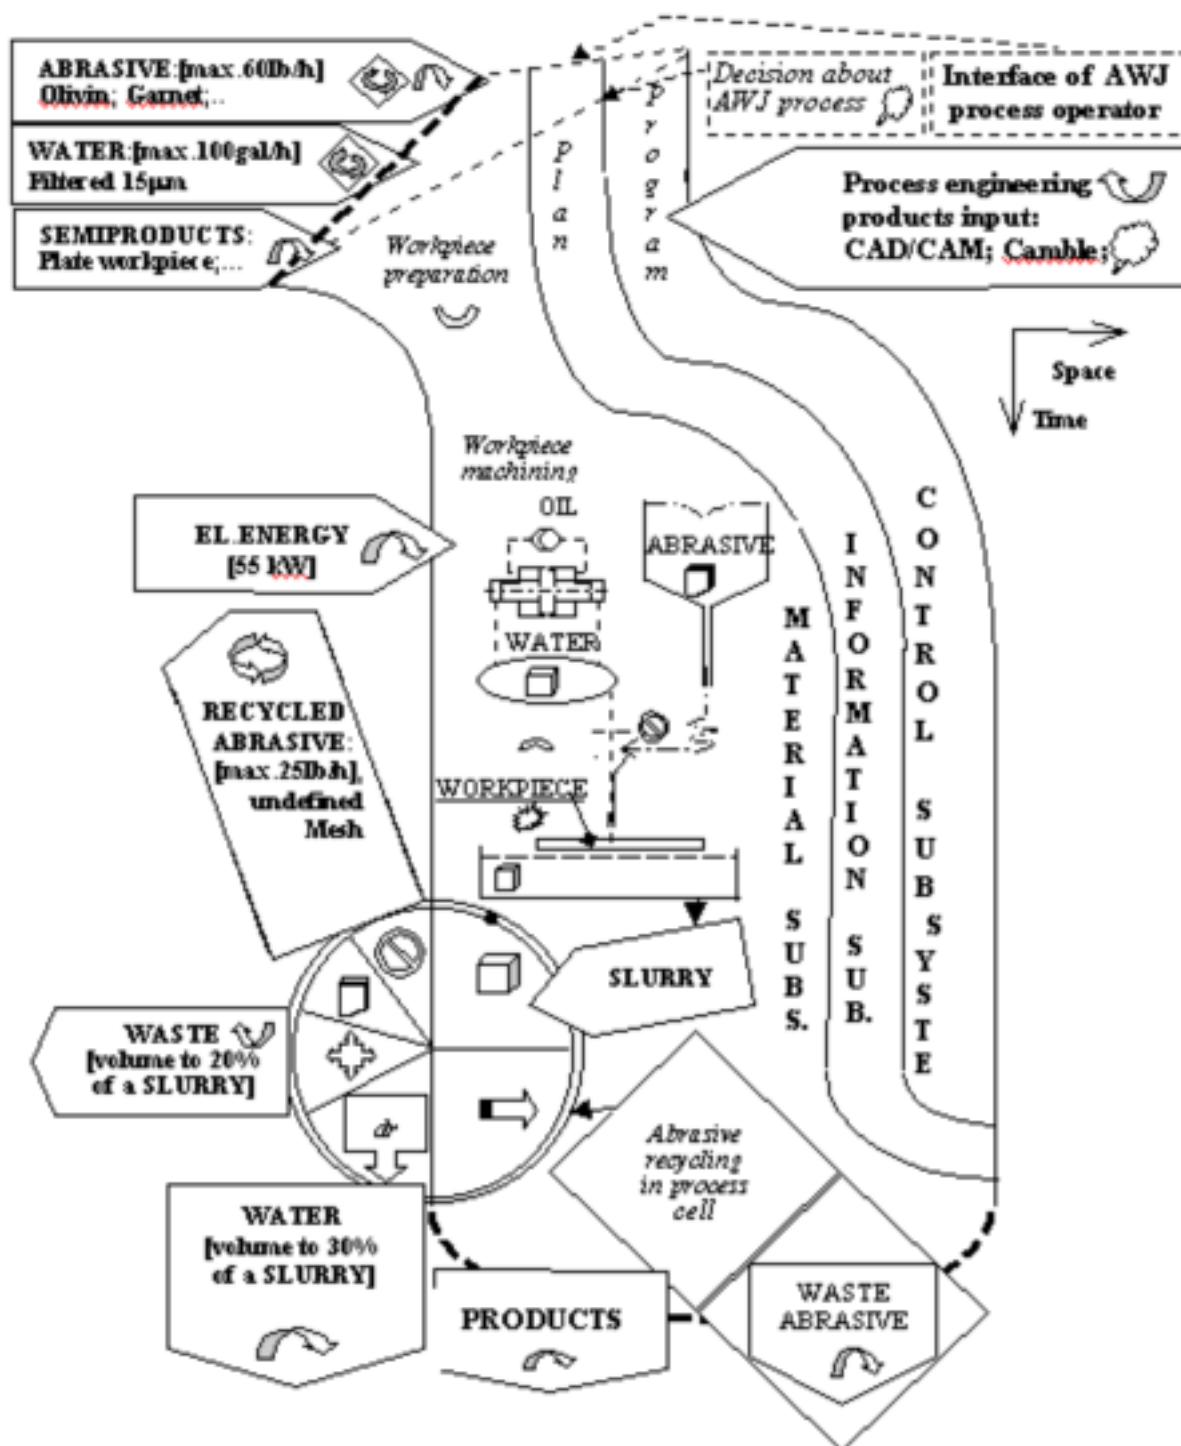 ABRASIVE:[max.60lb/h]
Olivin; Garnet;..
WATER:[max.100gal/h]
Filtered 15µm
SEMIPRODUCTS:
Plate workpiece;...
Decision about
AWJ process
Interface of AWJ
process operator
Process engineering
products input:
CAD/CAM; Camble;
plan
program
Workpiece
preparation
Space
Time
Workpiece
machining
OIL
ABRASIVE
EL.ENERGY
[55 kW]
WATER
RECYCLED
ABRASIVE:
[max.25lb/h],
undefined
Mesh
WORKPIECE
MATERIAL SUBS.
INFORMATION SUB.
CONTROL SUBSYSTE
SLURRY
WASTE
[volume to 20%
of a SLURRY]
dr
Abrasive
recycling
in process
cell
WATER
[volume to 30%
of a SLURRY]
PRODUCTS
WASTE
ABRASIVE